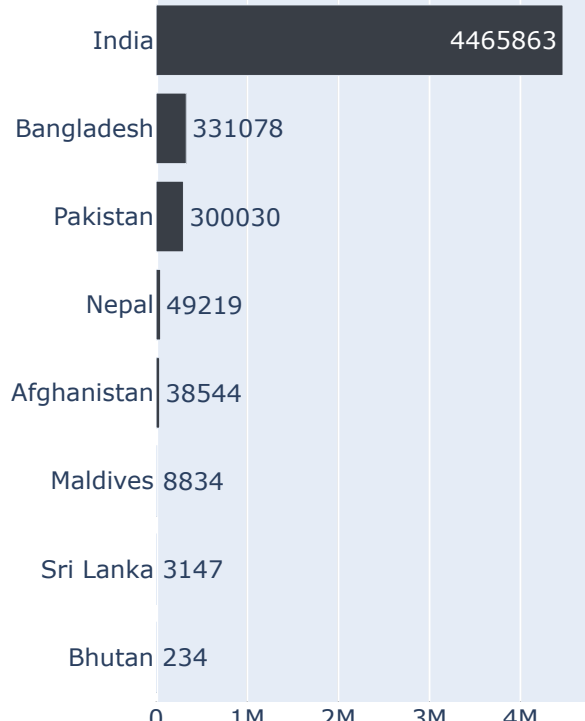 India 4465863
Bangladesh 331078
Pakistan 300030
Nepal 49219
Afghanistan 38544
Maldives 8834
Sri Lanka 3147
Bhutan 234
0 1M 2M 3M 4M